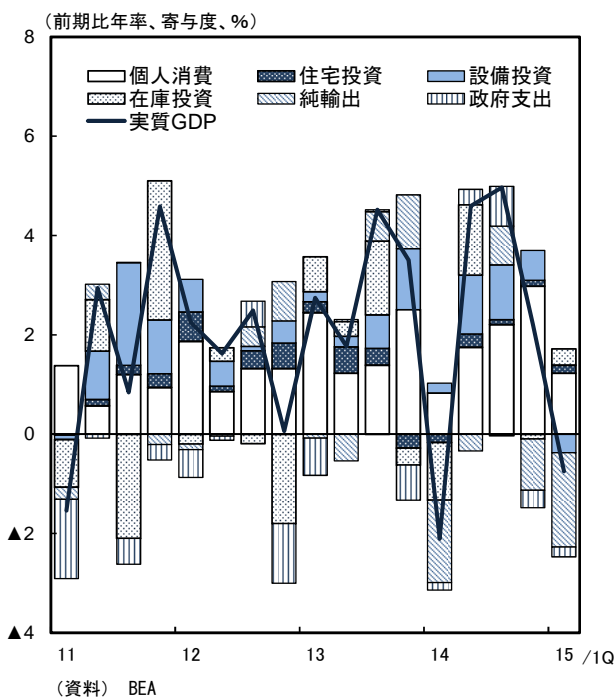 (前期比年率、寄与度、%)
8
個人消費 住宅投資 設備投資
在庫投資 純輸出 政府支出
実質GDP
6
4
2
0
▲2
▲4
11 12 13 14 15 /1Q
(資料) BEA